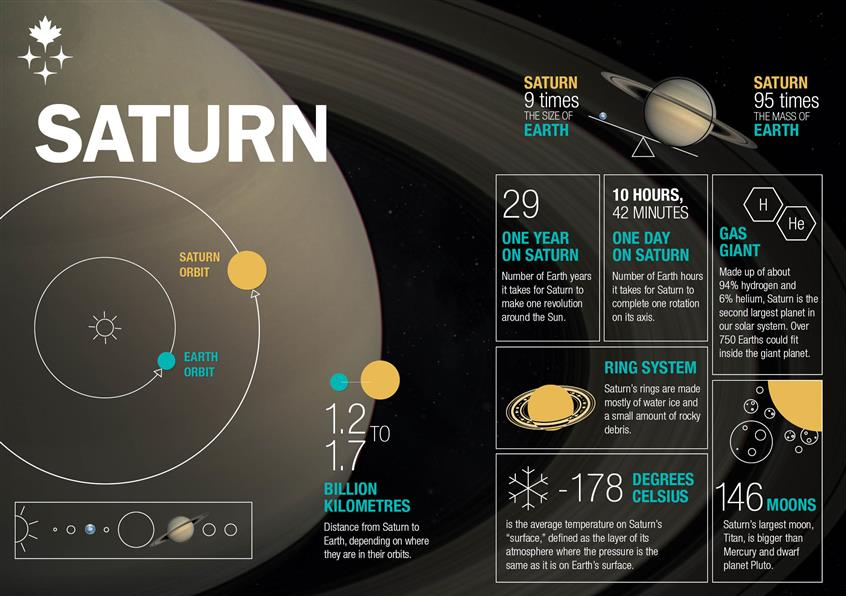 SATURN
SATURN
ORBIT
EARTH
ORBIT
1.2 TO
1.7
BILLION
KILOMETRES
Distance from Saturn to
Earth, depending on where
they are in their orbits.
SATURN
9 times
THE SIZE OF
EARTH
SATURN
95 times
THE MASS OF
EARTH
29
ONE YEAR
ON SATURN
Number of Earth years
it takes for Saturn to
make one revolution
around the Sun.
10 HOURS,
42 MINUTES
ONE DAY
ON SATURN
Number of Earth hours
it takes for Saturn to
complete one rotation
on its axis.
H
He
GAS
GIANT
Made up of about
94% hydrogen and
6% helium, Saturn is the
second largest planet in
our solar system. Over
750 Earths could fit
inside the giant planet.
RING SYSTEM
Saturn's rings are made
mostly of water ice and
a small amount of rocky
debris.
-178 DEGREES
CELSIUS
is the average temperature on Saturn's
"surface," defined as the layer of its
atmosphere where the pressure is the
same as it is on Earth's surface.
146 MOONS
Saturn's largest moon,
Titan, is bigger than
Mercury and dwarf
planet Pluto.